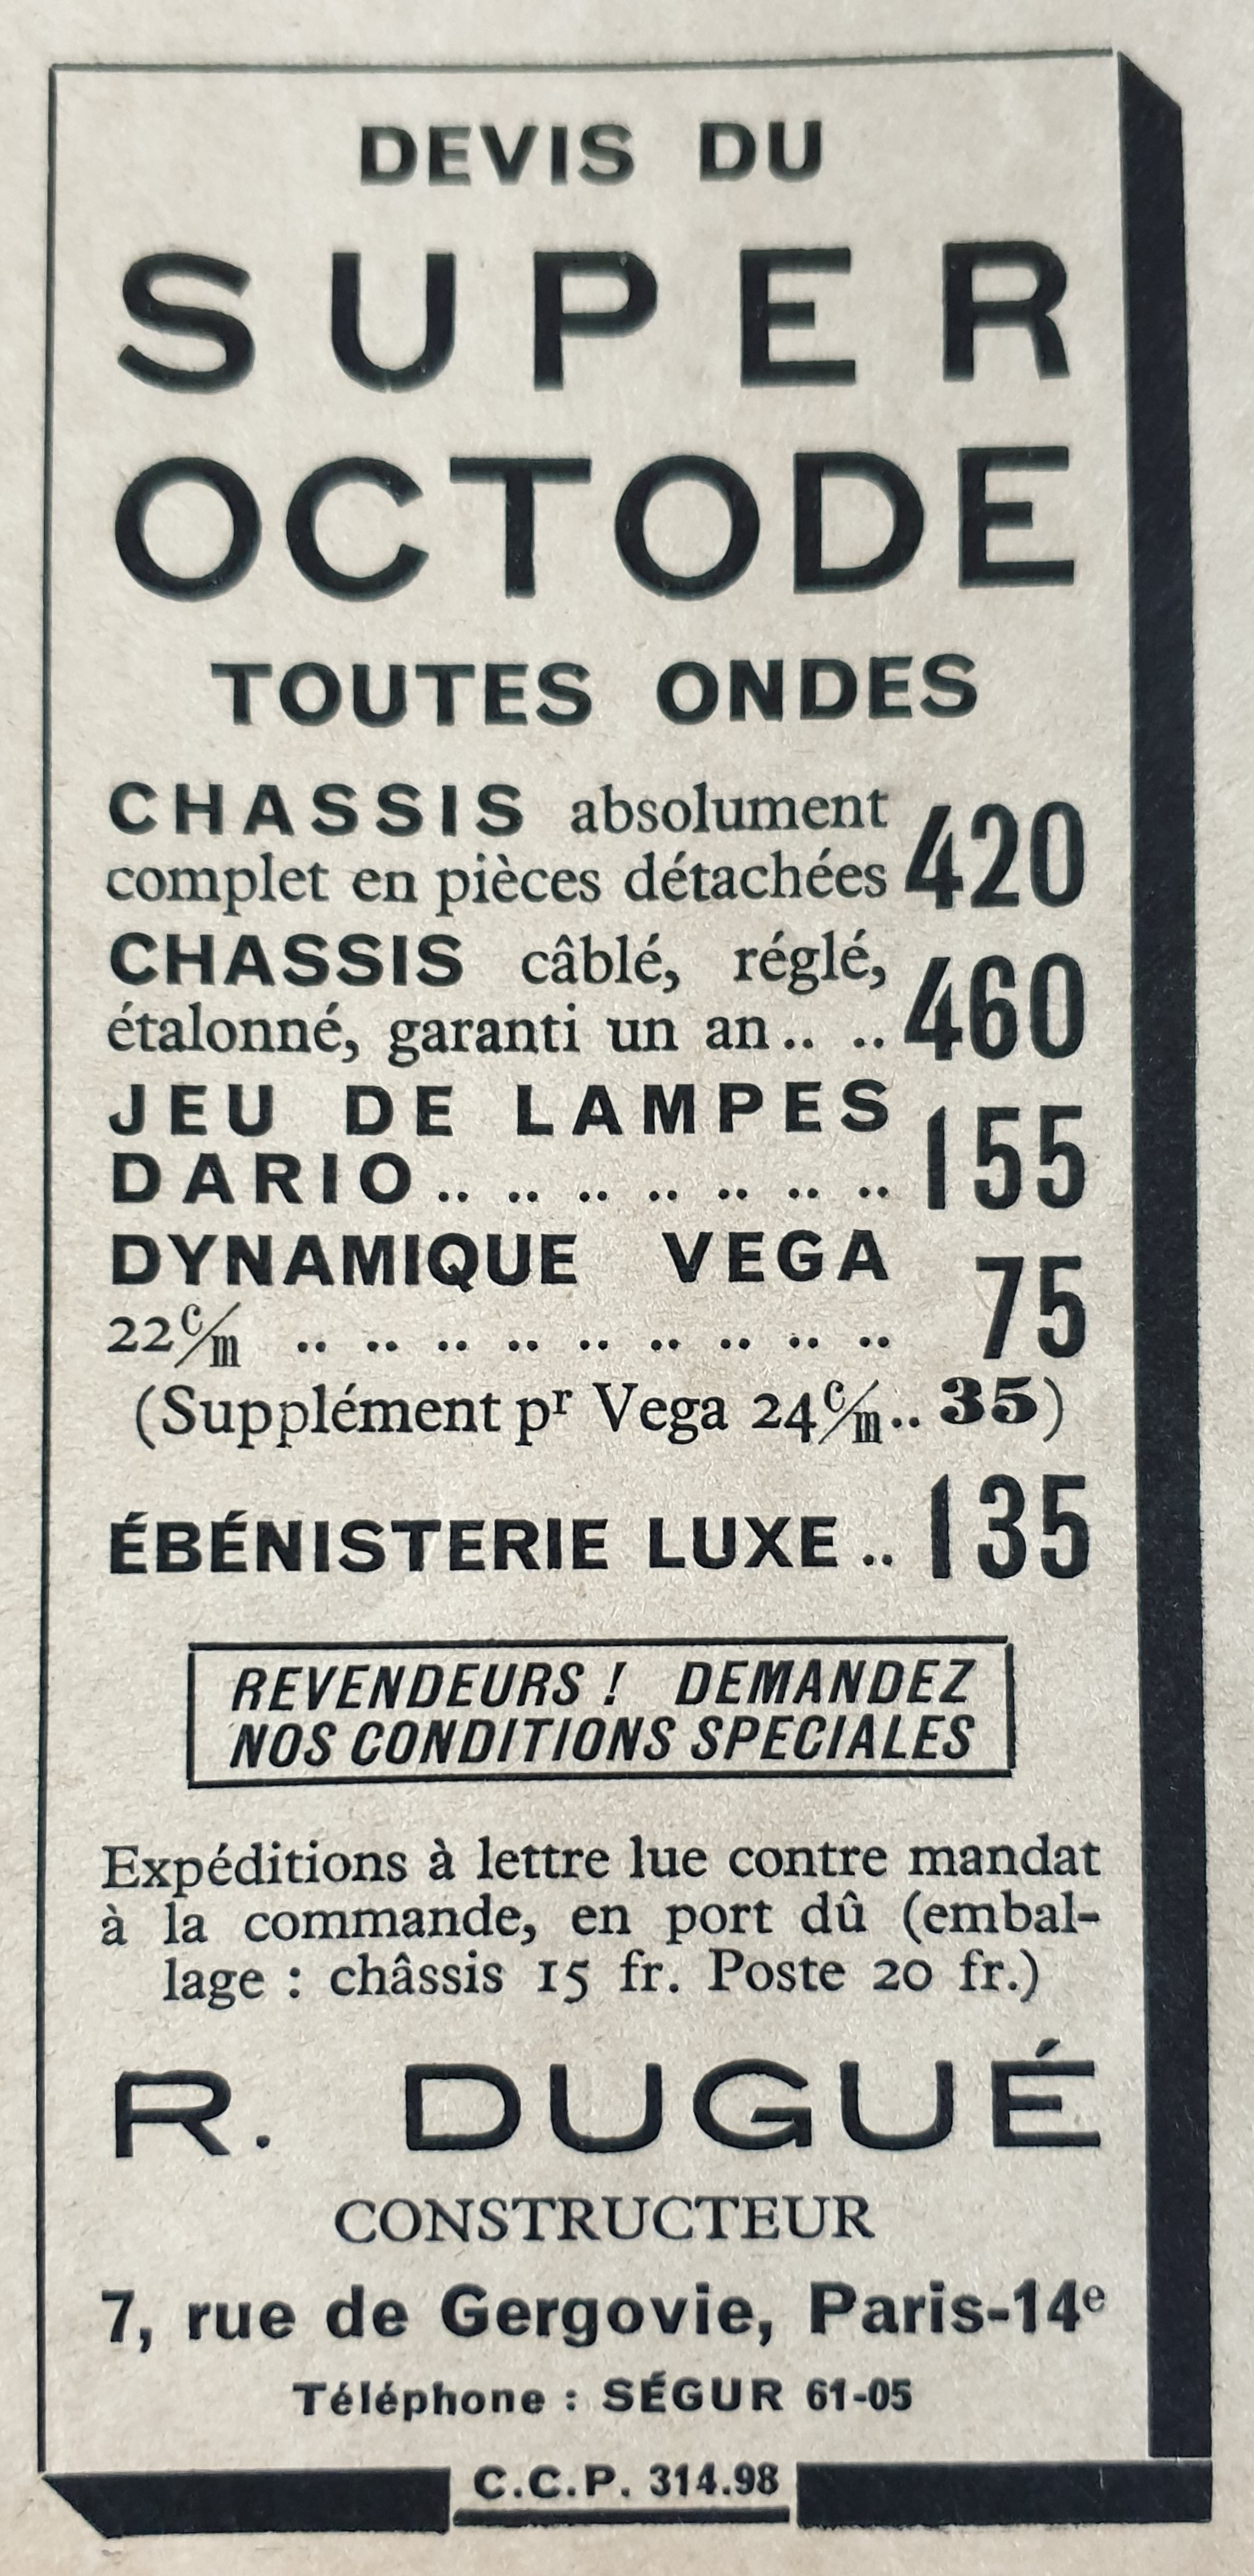 DEVIS DU
SUPER
OCTODE
TOUTES ONDES
CHASSIS absolument
complet en pièces détachées 420
CHASSIS câblé, réglé,
étalonné, garanti un an.. .. 460
JEU DE LAMPES
DARIO.. .. .. .. .. .. .. 155
DYNAMIQUE VEGA
22 c/m .. .. .. .. .. .. .. .. .. 75
(Supplément pr Vega 24 c/m.. 35)
ÉBÉNISTERIE LUXE .. 135
REVENDEURS ! DEMANDEZ
NOS CONDITIONS SPECIALES
Expéditions à lettre lue contre mandat
à la commande, en port dû (embal-
lage : châssis 15 fr. Poste 20 fr.)
R. DUGUÉ
CONSTRUCTEUR
7, rue de Gergovie, Paris-14e
Téléphone : SÉGUR 61-05
C.C.P. 314.98